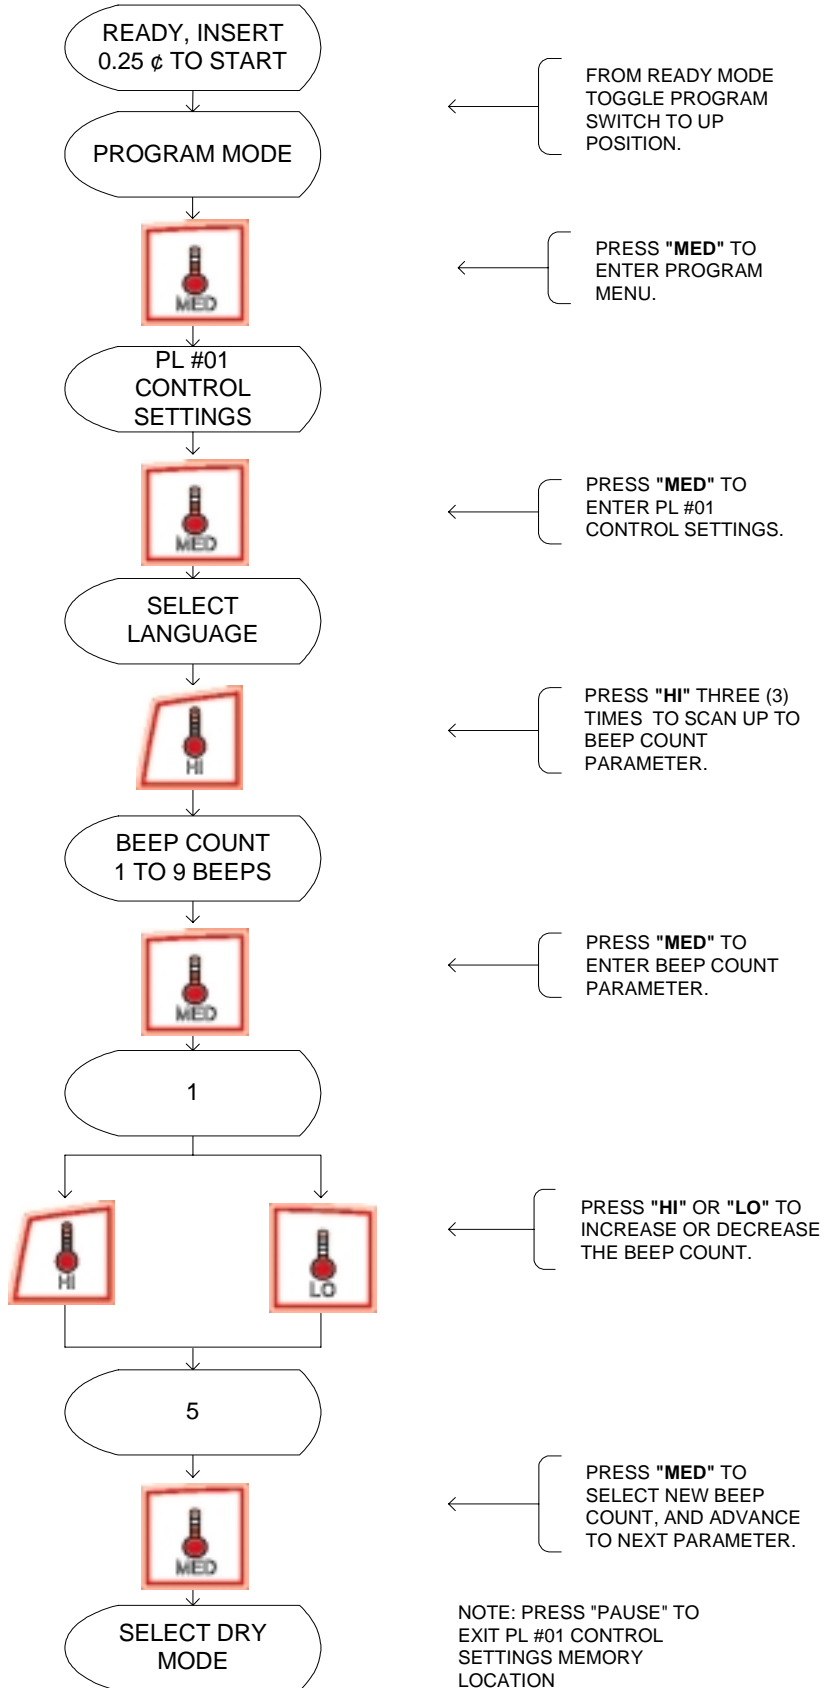 READY, INSERT
0.25 ¢ TO START
FROM READY MODE
TOGGLE PROGRAM
SWITCH TO UP
POSITION.
PROGRAM MODE
MED
PRESS "MED" TO
ENTER PROGRAM
MENU.
PL #01
CONTROL
SETTINGS
MED
PRESS "MED" TO
ENTER PL #01
CONTROL SETTINGS.
SELECT
LANGUAGE
HI
PRESS "HI" THREE (3)
TIMES TO SCAN UP TO
BEEP COUNT
PARAMETER.
BEEP COUNT
1 TO 9 BEEPS
MED
PRESS "MED" TO
ENTER BEEP COUNT
PARAMETER.
1
HI
LO
PRESS "HI" OR "LO" TO
INCREASE OR DECREASE
THE BEEP COUNT.
5
MED
PRESS "MED" TO
SELECT NEW BEEP
COUNT, AND ADVANCE
TO NEXT PARAMETER.
SELECT DRY
MODE
NOTE: PRESS "PAUSE" TO
EXIT PL #01 CONTROL
SETTINGS MEMORY
LOCATION